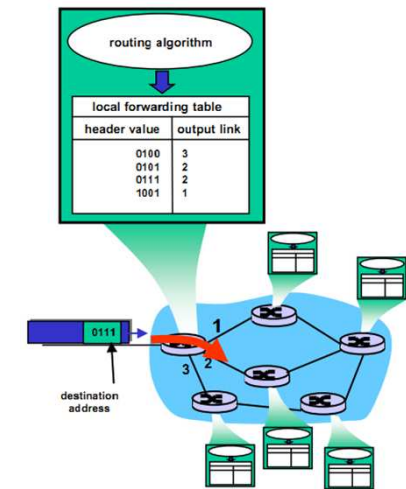 routing algorithm
local forwarding table
header value output link
0100 3
0101 2
0111 2
1001 1
1
0111
2
3
destination
address